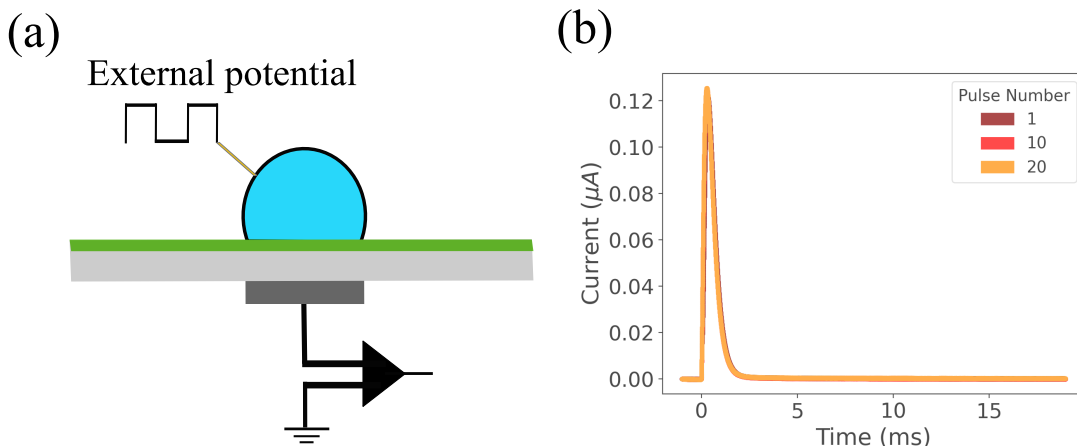 (a)
External potential
(b)
Current (μA)
0.12
0.10
0.08
0.06
0.04
0.02
0.00
Pulse Number
1
10
20
0 5 10 15
Time (ms)